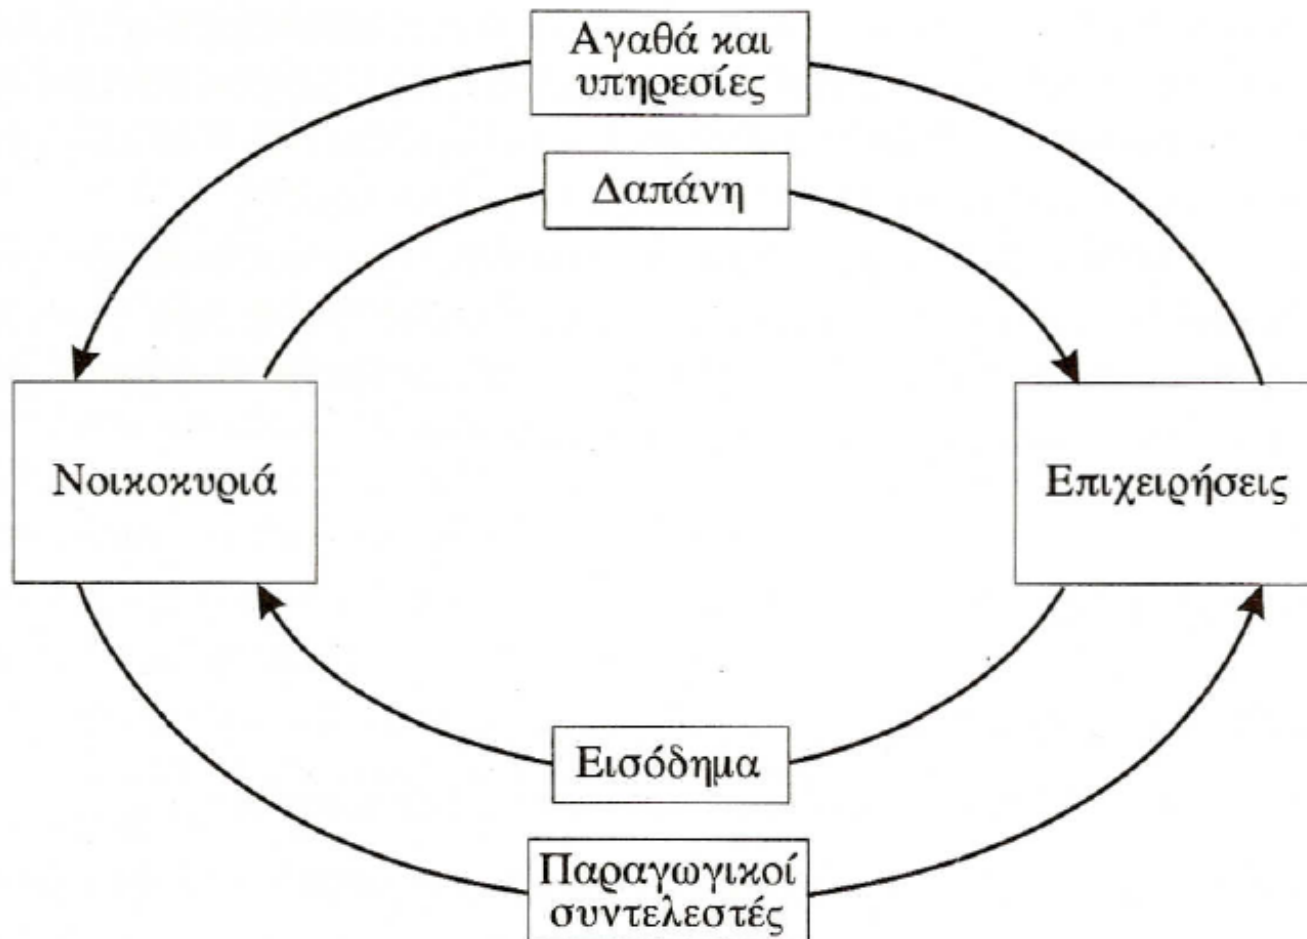 Αγαθά και
υπηρεσίες
Δαπάνη
Νοικοκυριά
Επιχειρήσεις
Εισόδημα
Παραγωγικοί
συντελεστές